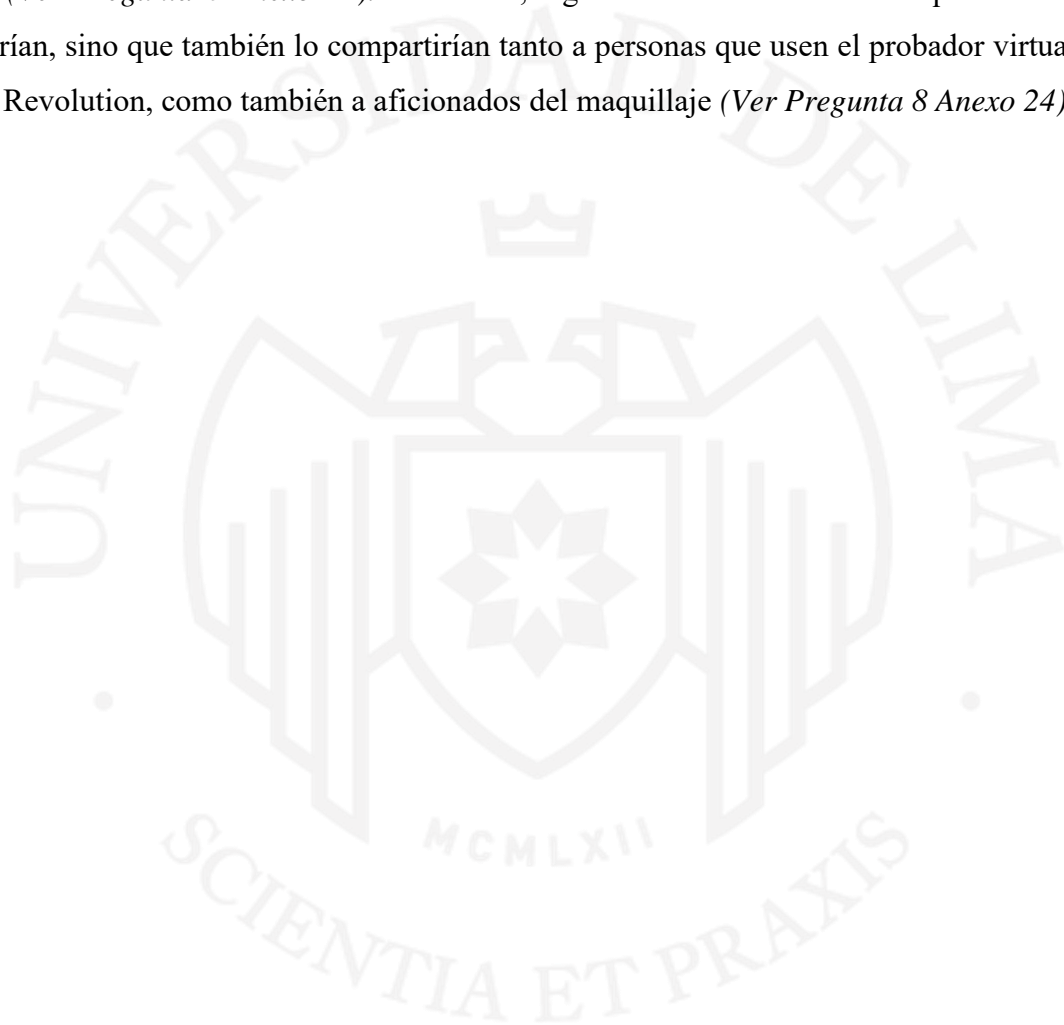 rían, sino que también lo compartirían tanto a personas que usen el probador virtua
Revolution, como también a aficionados del maquillaje (Ver Pregunta 8 Anexo 24)
UNIVERSIDAD DE LIMA
MCMLXII
SCIENTIA ET PRAXIS